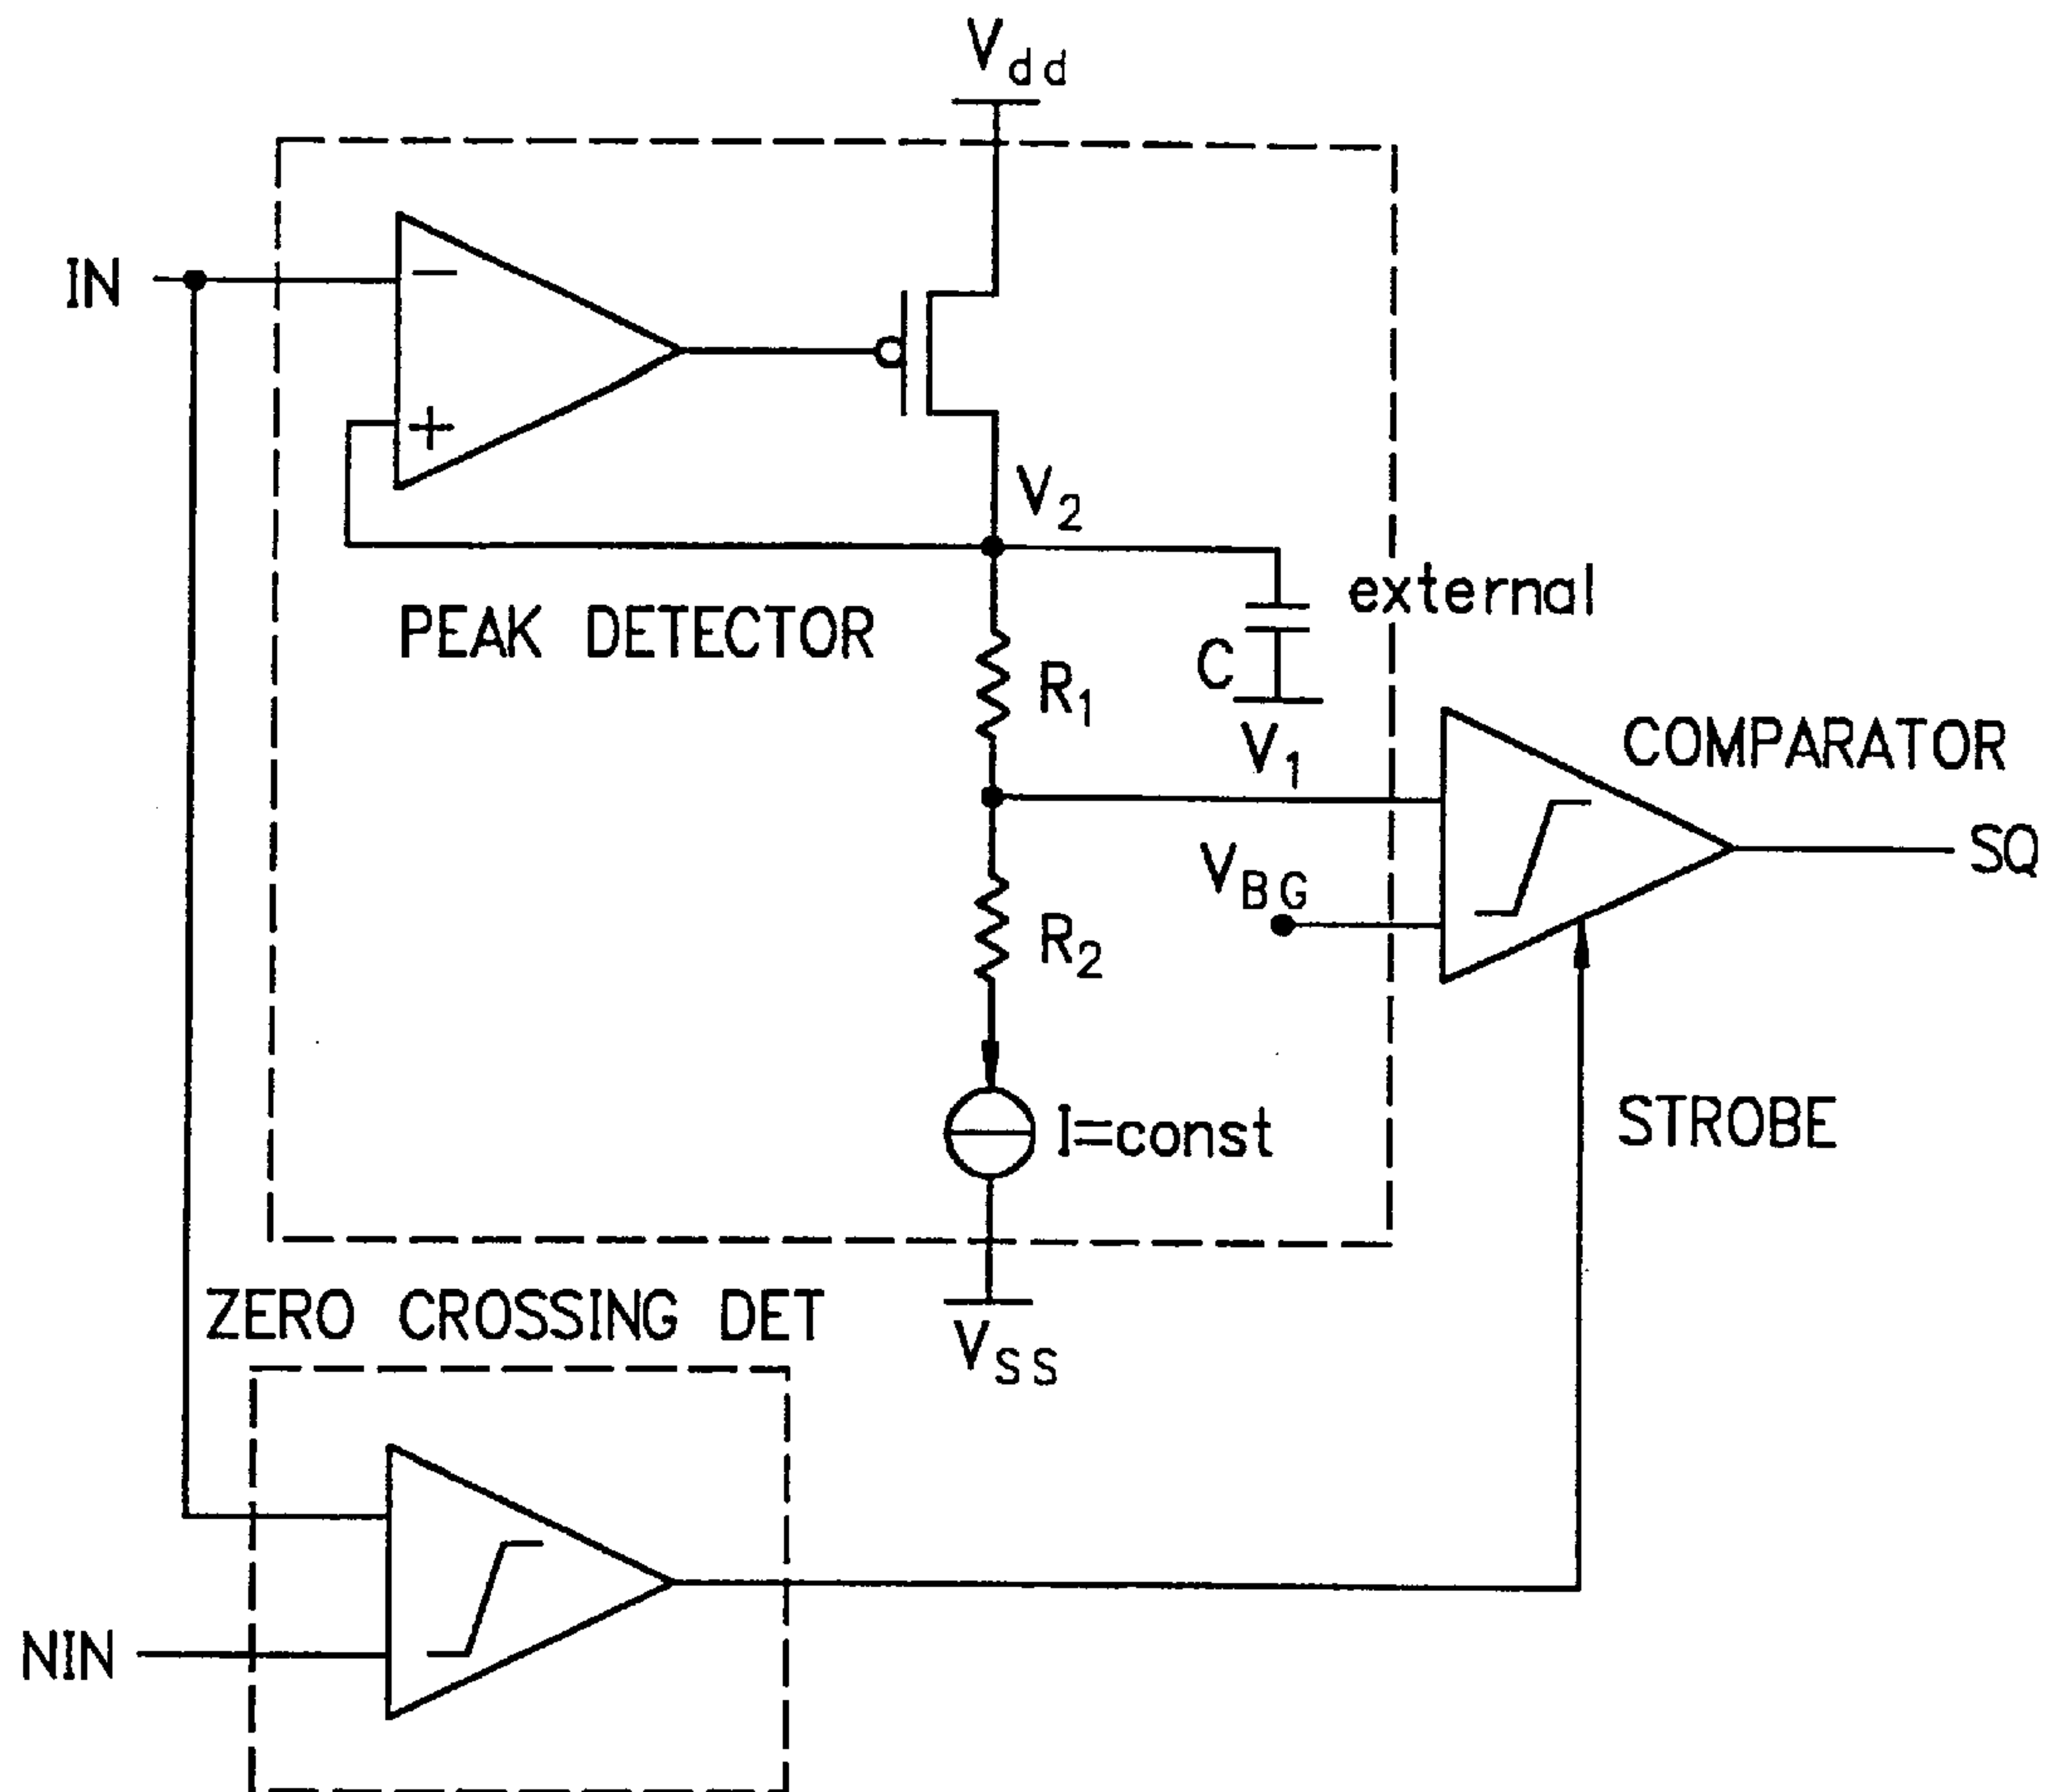 Vdd
IN
−
+
V2
PEAK DETECTOR
external
C
R1
V1
COMPARATOR
VBG
SQ
R2
I=const
STROBE
ZERO CROSSING DET
VSS
NIN